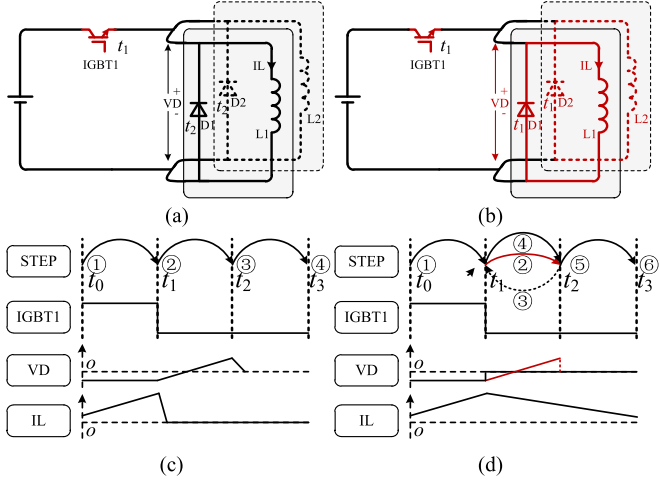 t1
IGBT1
+
VD
-
t2
D1
t2
D2
IL
L1
L2
(a)
t1
IGBT1
+
VD
-
t1
D1
t1
D2
IL
L1
L2
(b)
STEP
① ② ③ ④
t0 t1 t2 t3
IGBT1
VD
o
IL
o
(c)
STEP
① ④ ② ③ ⑤ ⑥
t0 t1 t2 t3
IGBT1
VD
o
IL
o
(d)